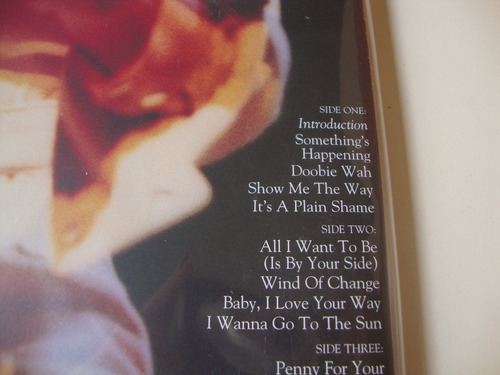 SIDE ONE:
Introduction
Something's
Happening
Doobie Wah
Show Me The Way
It's A Plain Shame
SIDE TWO:
All I Want To Be
(Is By Your Side)
Wind Of Change
Baby, I Love Your Way
I Wanna Go To The Sun
SIDE THREE:
Penny For Your